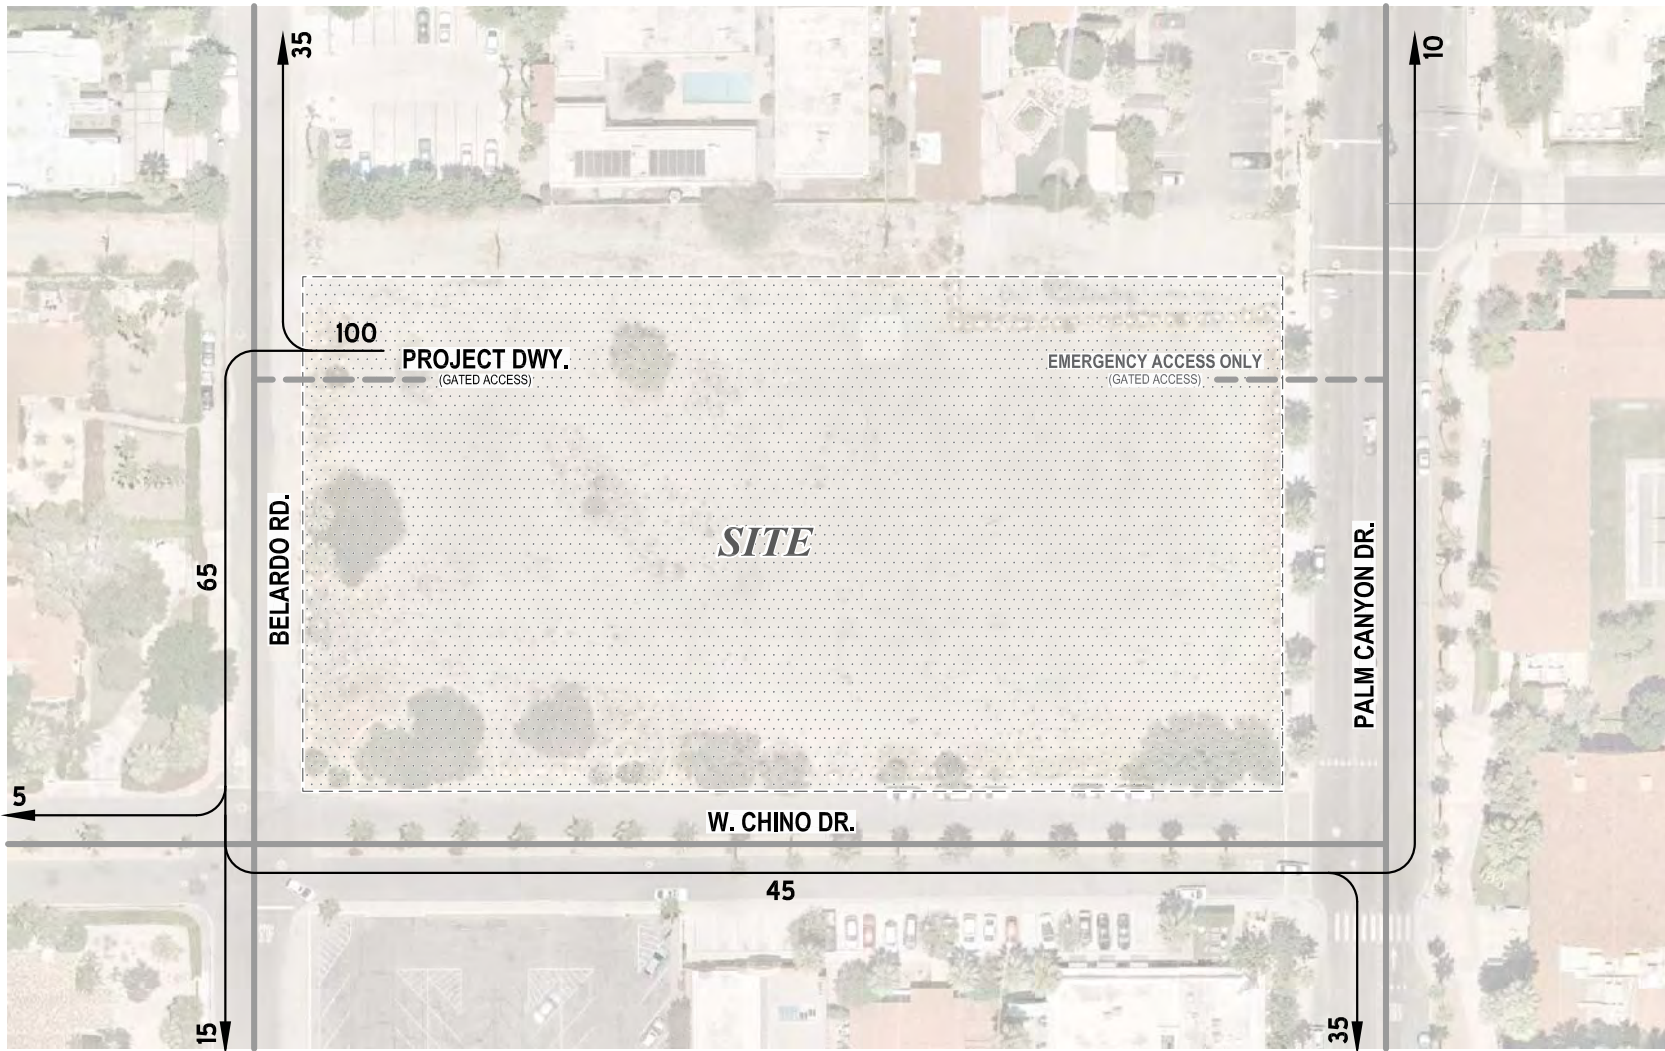 35
10
100
PROJECT DWY.
(GATED ACCESS)
EMERGENCY ACCESS ONLY
(GATED ACCESS)
BELARDO RD.
SITE
PALM CANYON DR.
65
5
W. CHINO DR.
45
15
35